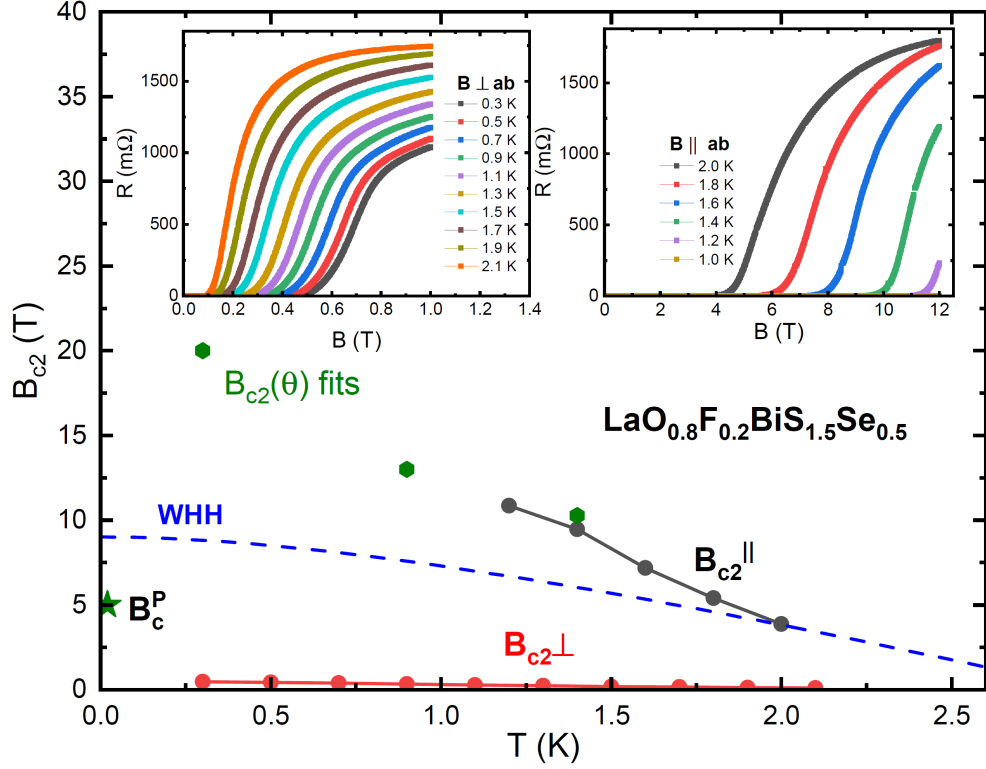 40
35
30
25
20
15
10
5
0
B_c2 (T)
0.0 0.5 1.0 1.5 2.0 2.5
T (K)
1500
1000
500
0
R (mΩ)
0.0 0.2 0.4 0.6 0.8 1.0 1.2 1.4
B (T)
B ⊥ ab
0.3 K
0.5 K
0.7 K
0.9 K
1.1 K
1.3 K
1.5 K
1.7 K
1.9 K
2.1 K
1500
1000
500
0
R (mΩ)
0 2 4 6 8 10 12
B (T)
B || ab
2.0 K
1.8 K
1.6 K
1.4 K
1.2 K
1.0 K
B_c2(θ) fits
LaO_0.8F_0.2BiS_1.5Se_0.5
WHH
B_c2^||
B_c^P
B_c2⊥